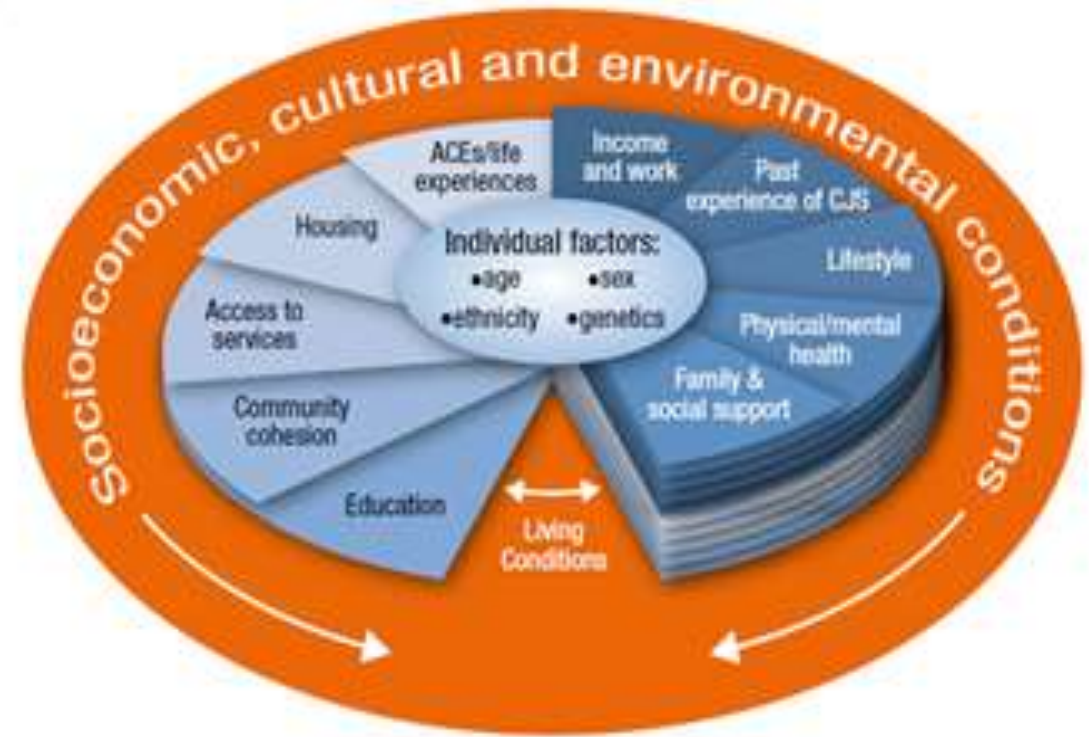 Socioeconomic, cultural and environmental conditions
ACEs/life
experiences
Income
and work
Past
experience of CJS
Housing
Lifestyle
Individual factors:
•age •sex
•ethnicity •genetics
Access to
services
Physical/mental
health
Family &
social support
Community
cohesion
Education
Living
Conditions